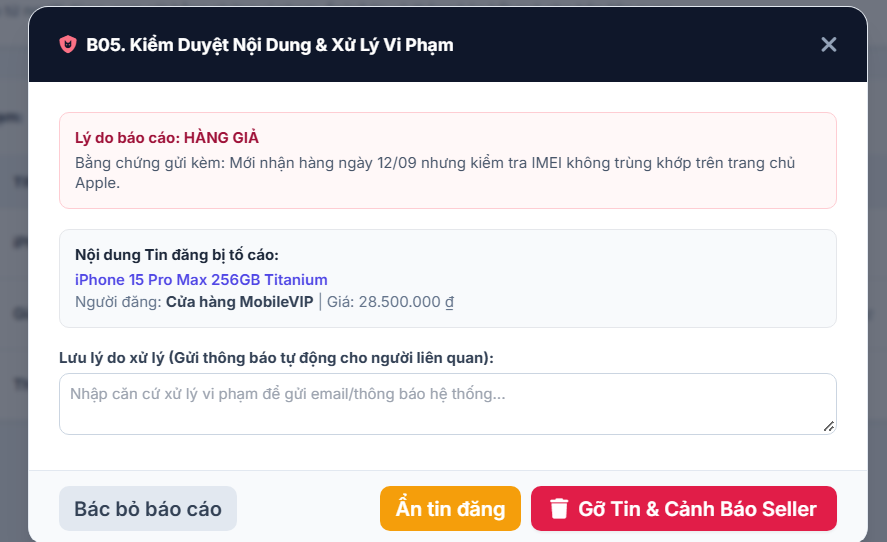 B05. Kiểm Duyệt Nội Dung & Xử Lý Vi Phạm
Lý do báo cáo: HÀNG GIẢ
Bằng chứng gửi kèm: Mới nhận hàng ngày 12/09 nhưng kiểm tra IMEI không trùng khớp trên trang chủ
Apple.
Nội dung Tin đăng bị tố cáo:
iPhone 15 Pro Max 256GB Titanium
Người đăng: Cửa hàng MobileVIP | Giá: 28.500.000 ₫
Lưu lý do xử lý (Gửi thông báo tự động cho người liên quan):
Nhập căn cứ xử lý vi phạm để gửi email/thông báo hệ thống...
Bác bỏ báo cáo
Ẩn tin đăng
Gỡ Tin & Cảnh Báo Seller